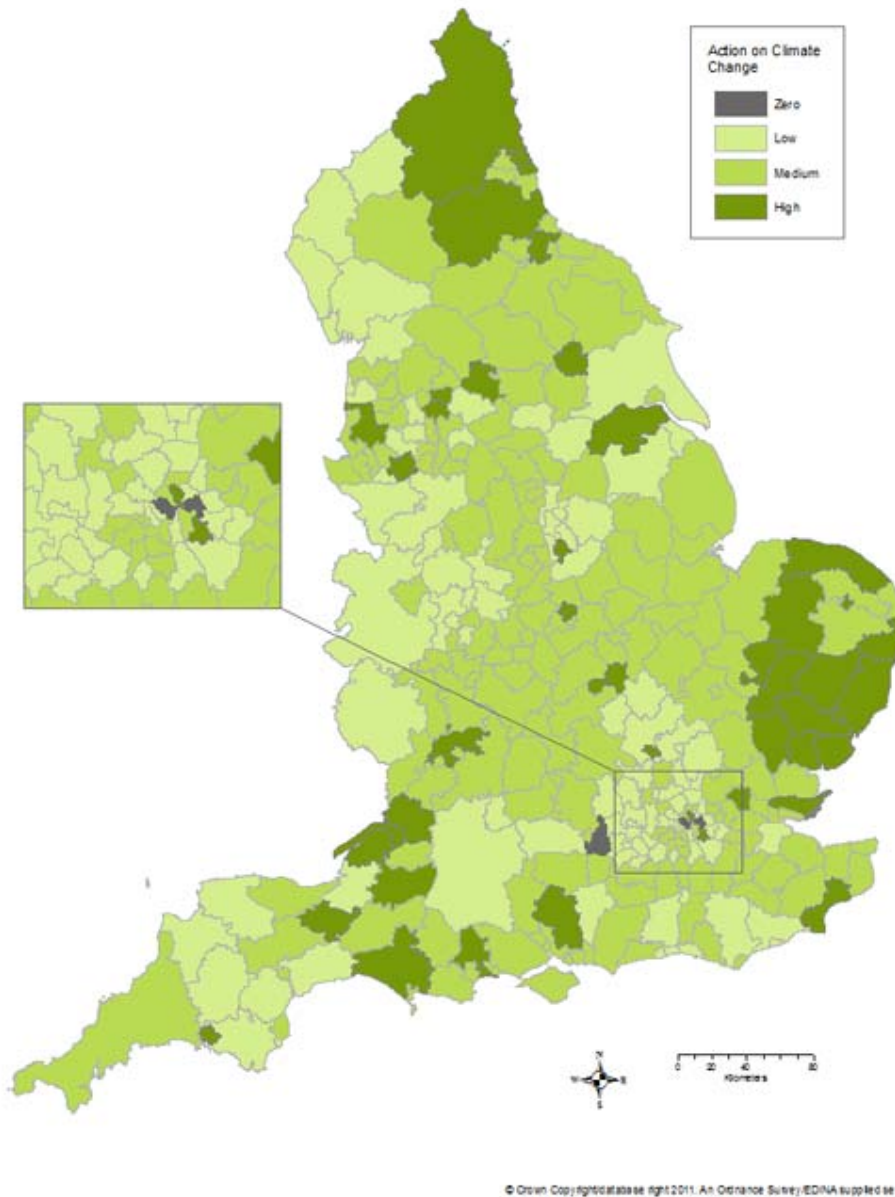 Action on Climate
Change
Zero
Low
Medium
High
N
W
E
S
0
20
40
60
80
Kilometers
© Crown Copyright/database right 2011. An Ordnance Survey/EDINA supplied se